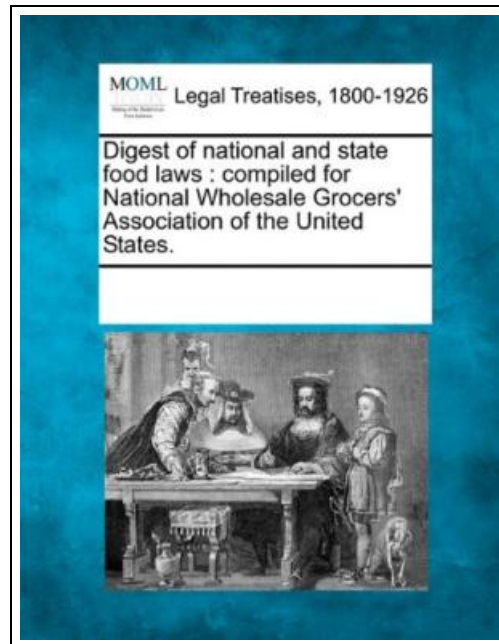 MOML
Legal Treatises, 1800-1926
Digest of national and state
food laws : compiled for
National Wholesale Grocers'
Association of the United
States.